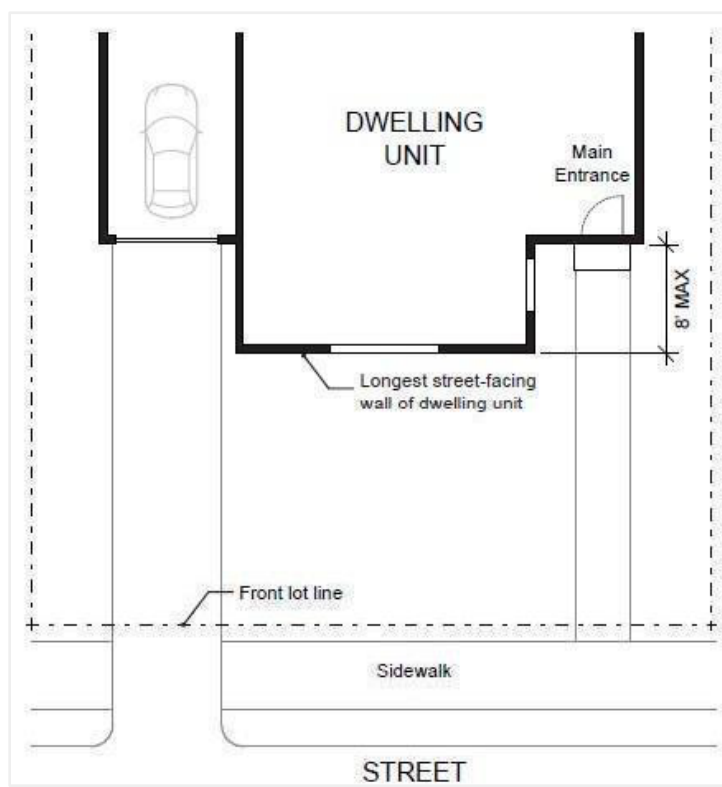 DWELLING
UNIT
Main
Entrance
8' MAX
Longest street-facing
wall of dwelling unit
Front lot line
Sidewalk
STREET